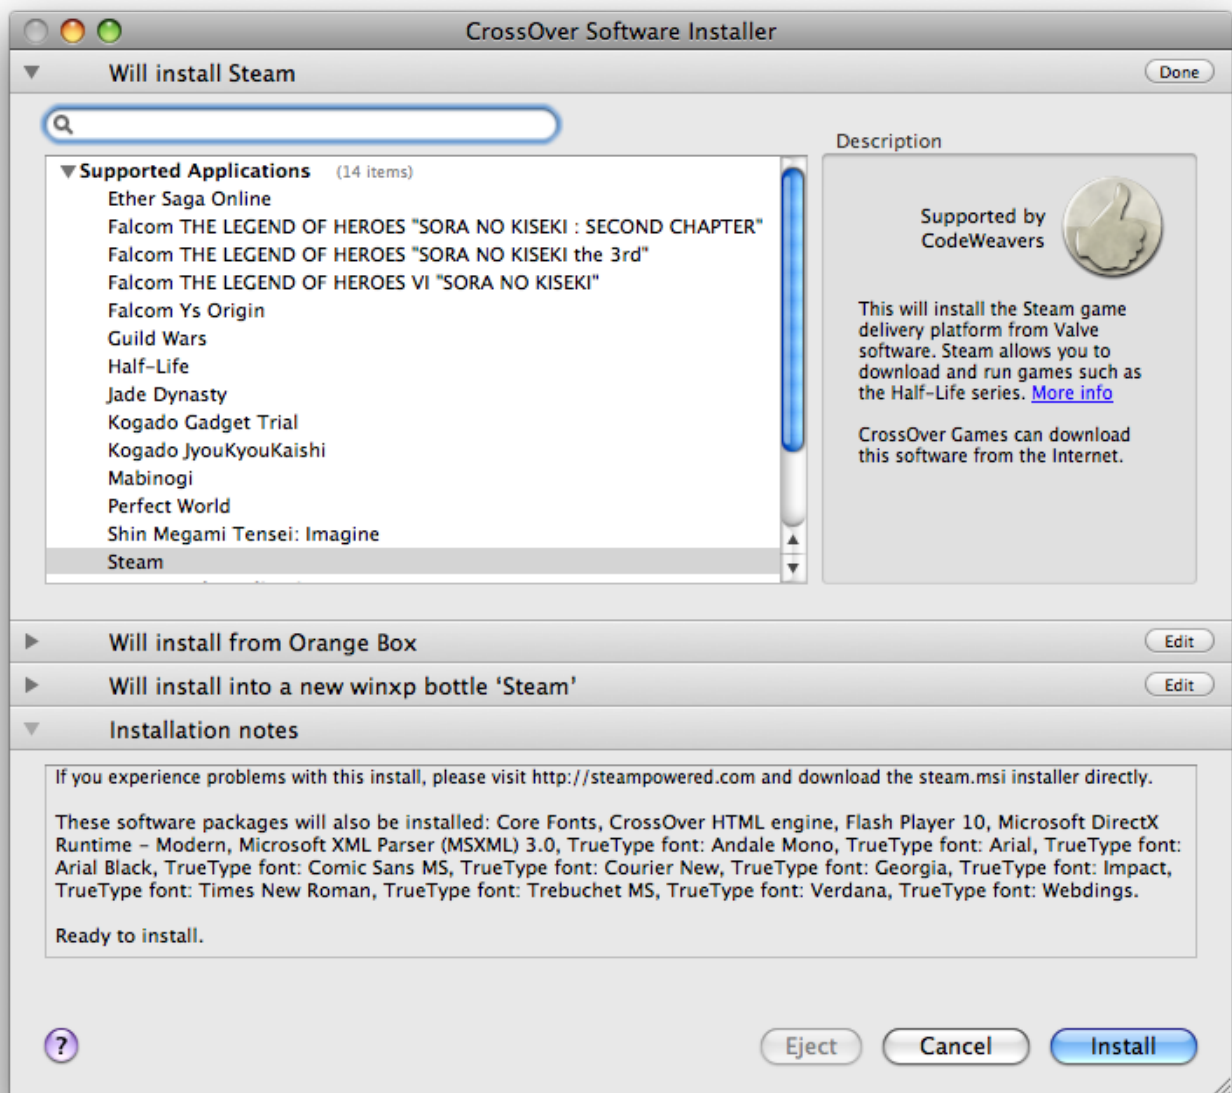 CrossOver Software Installer
Will install Steam
Done
Description
Supported Applications (14 items)
Ether Saga Online
Falcom THE LEGEND OF HEROES "SORA NO KISEKI : SECOND CHAPTER"
Falcom THE LEGEND OF HEROES "SORA NO KISEKI the 3rd"
Falcom THE LEGEND OF HEROES VI "SORA NO KISEKI"
Falcom Ys Origin
Guild Wars
Half-Life
Jade Dynasty
Kogado Gadget Trial
Kogado JyouKyouKaishi
Mabinogi
Perfect World
Shin Megami Tensei: Imagine
Steam
Supported by
CodeWeavers
This will install the Steam game
delivery platform from Valve
software. Steam allows you to
download and run games such as
the Half-Life series. More info
CrossOver Games can download
this software from the Internet.
Will install from Orange Box
Edit
Will install into a new winxp bottle ‘Steam’
Edit
Installation notes
If you experience problems with this install, please visit http://steampowered.com and download the steam.msi installer directly.
These software packages will also be installed: Core Fonts, CrossOver HTML engine, Flash Player 10, Microsoft DirectX
Runtime - Modern, Microsoft XML Parser (MSXML) 3.0, TrueType font: Andale Mono, TrueType font: Arial, TrueType font:
Arial Black, TrueType font: Comic Sans MS, TrueType font: Courier New, TrueType font: Georgia, TrueType font: Impact,
TrueType font: Times New Roman, TrueType font: Trebuchet MS, TrueType font: Verdana, TrueType font: Webdings.
Ready to install.
?
Eject
Cancel
Install